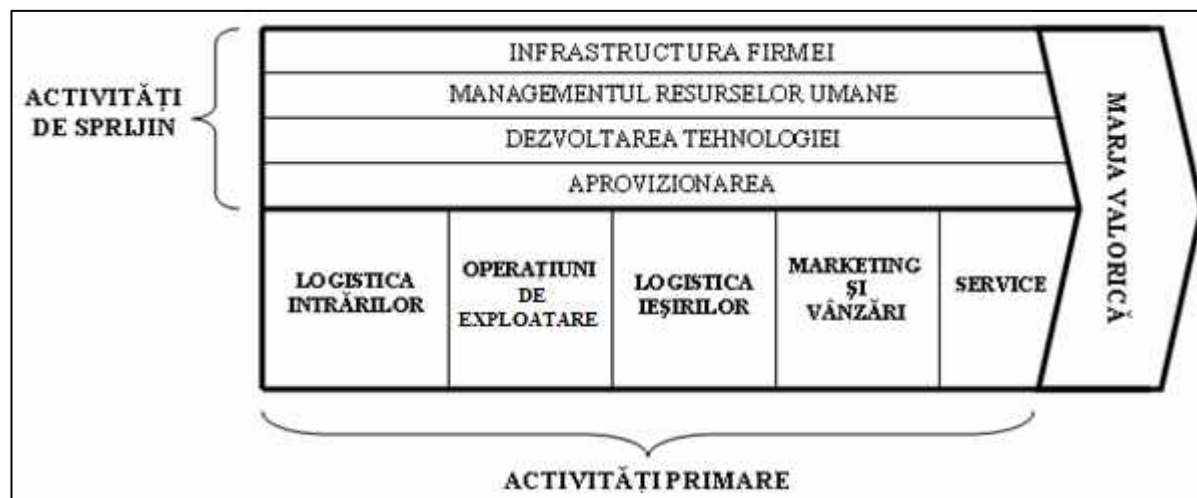 INFRASTRUCTURA FIRMEI
ACTIVITĂȚI
DE SPRIJIN
MANAGEMENTUL RESURSELOR UMANE
DEZVOLTAREA TEHNOLOGIEI
APROVIZIONAREA
LOGISTICA
INTRĂRILOR
OPERAȚIUNI
DE
EXPLOATARE
LOGISTICA
IEȘIRILOR
MARKETING
ȘI
VÂNZĂRI
SERVICE
MARJA VALORICĂ
ACTIVITĂȚI PRIMARE